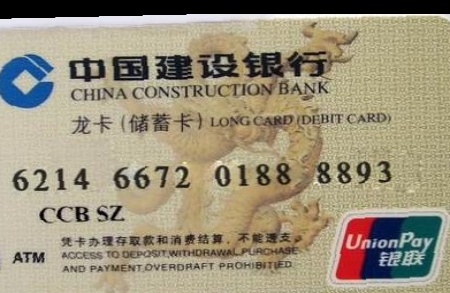 中国建设银行
CHINA CONSTRUCTION BANK
龙卡(储蓄卡) LONG CARD (DEBIT CARD)
6214 6672 0188 8893
CCB SZ
凭卡办理存取款和消费结算，不能透支。
ATM ACCESS TO DEPOSIT, WITHDRAWAL, PURCHASE
AND PAYMENT, OVERDRAFT PROHIBITIED
UnionPay
银联